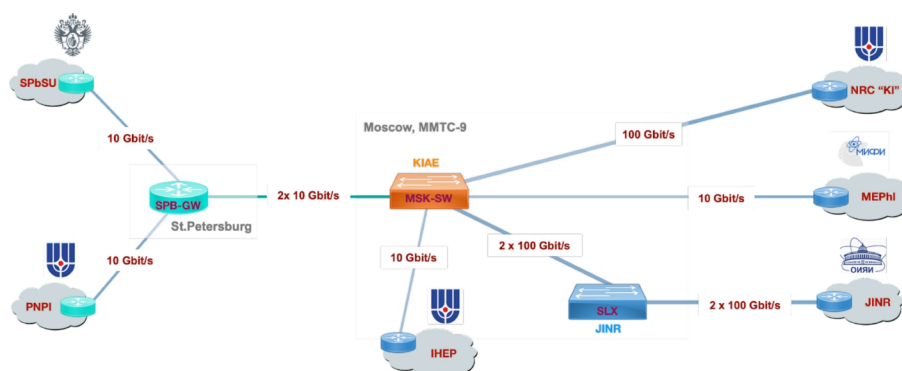 SPbSU
10 Gbit/s
SPB-GW
St.Petersburg
10 Gbit/s
PNPI
2x 10 Gbit/s
Moscow, MMTC-9
KIAE
MSK-SW
100 Gbit/s
NRC “KI”
МИФИ
10 Gbit/s
MEPhI
10 Gbit/s
2 x 100 Gbit/s
IHEP
SLX
JINR
2 x 100 Gbit/s
ОИЯИ
JINR